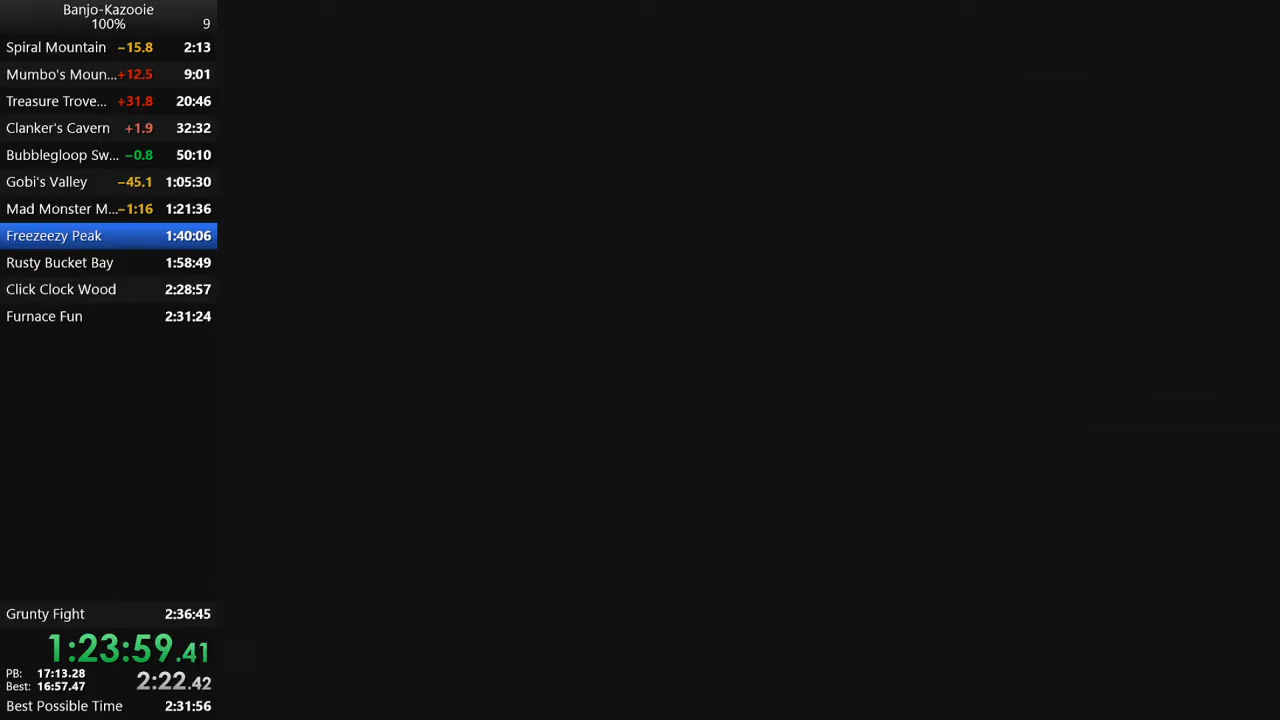 Banjo-Kazooie
100% 9
Spiral Mountain −15.8 2:13
Mumbo's Moun... +12.5 9:01
Treasure Trove... +31.8 20:46
Clanker's Cavern +1.9 32:32
Bubblegloop Sw... −0.8 50:10
Gobi's Valley −45.1 1:05:30
Mad Monster M... −1:16 1:21:36
Freezeezy Peak 1:40:06
Rusty Bucket Bay 1:58:49
Click Clock Wood 2:28:57
Furnace Fun 2:31:24
Grunty Fight 2:36:45
1:23:59.41
PB: 17:13.28
Best: 16:57.47 2:22.42
Best Possible Time 2:31:56